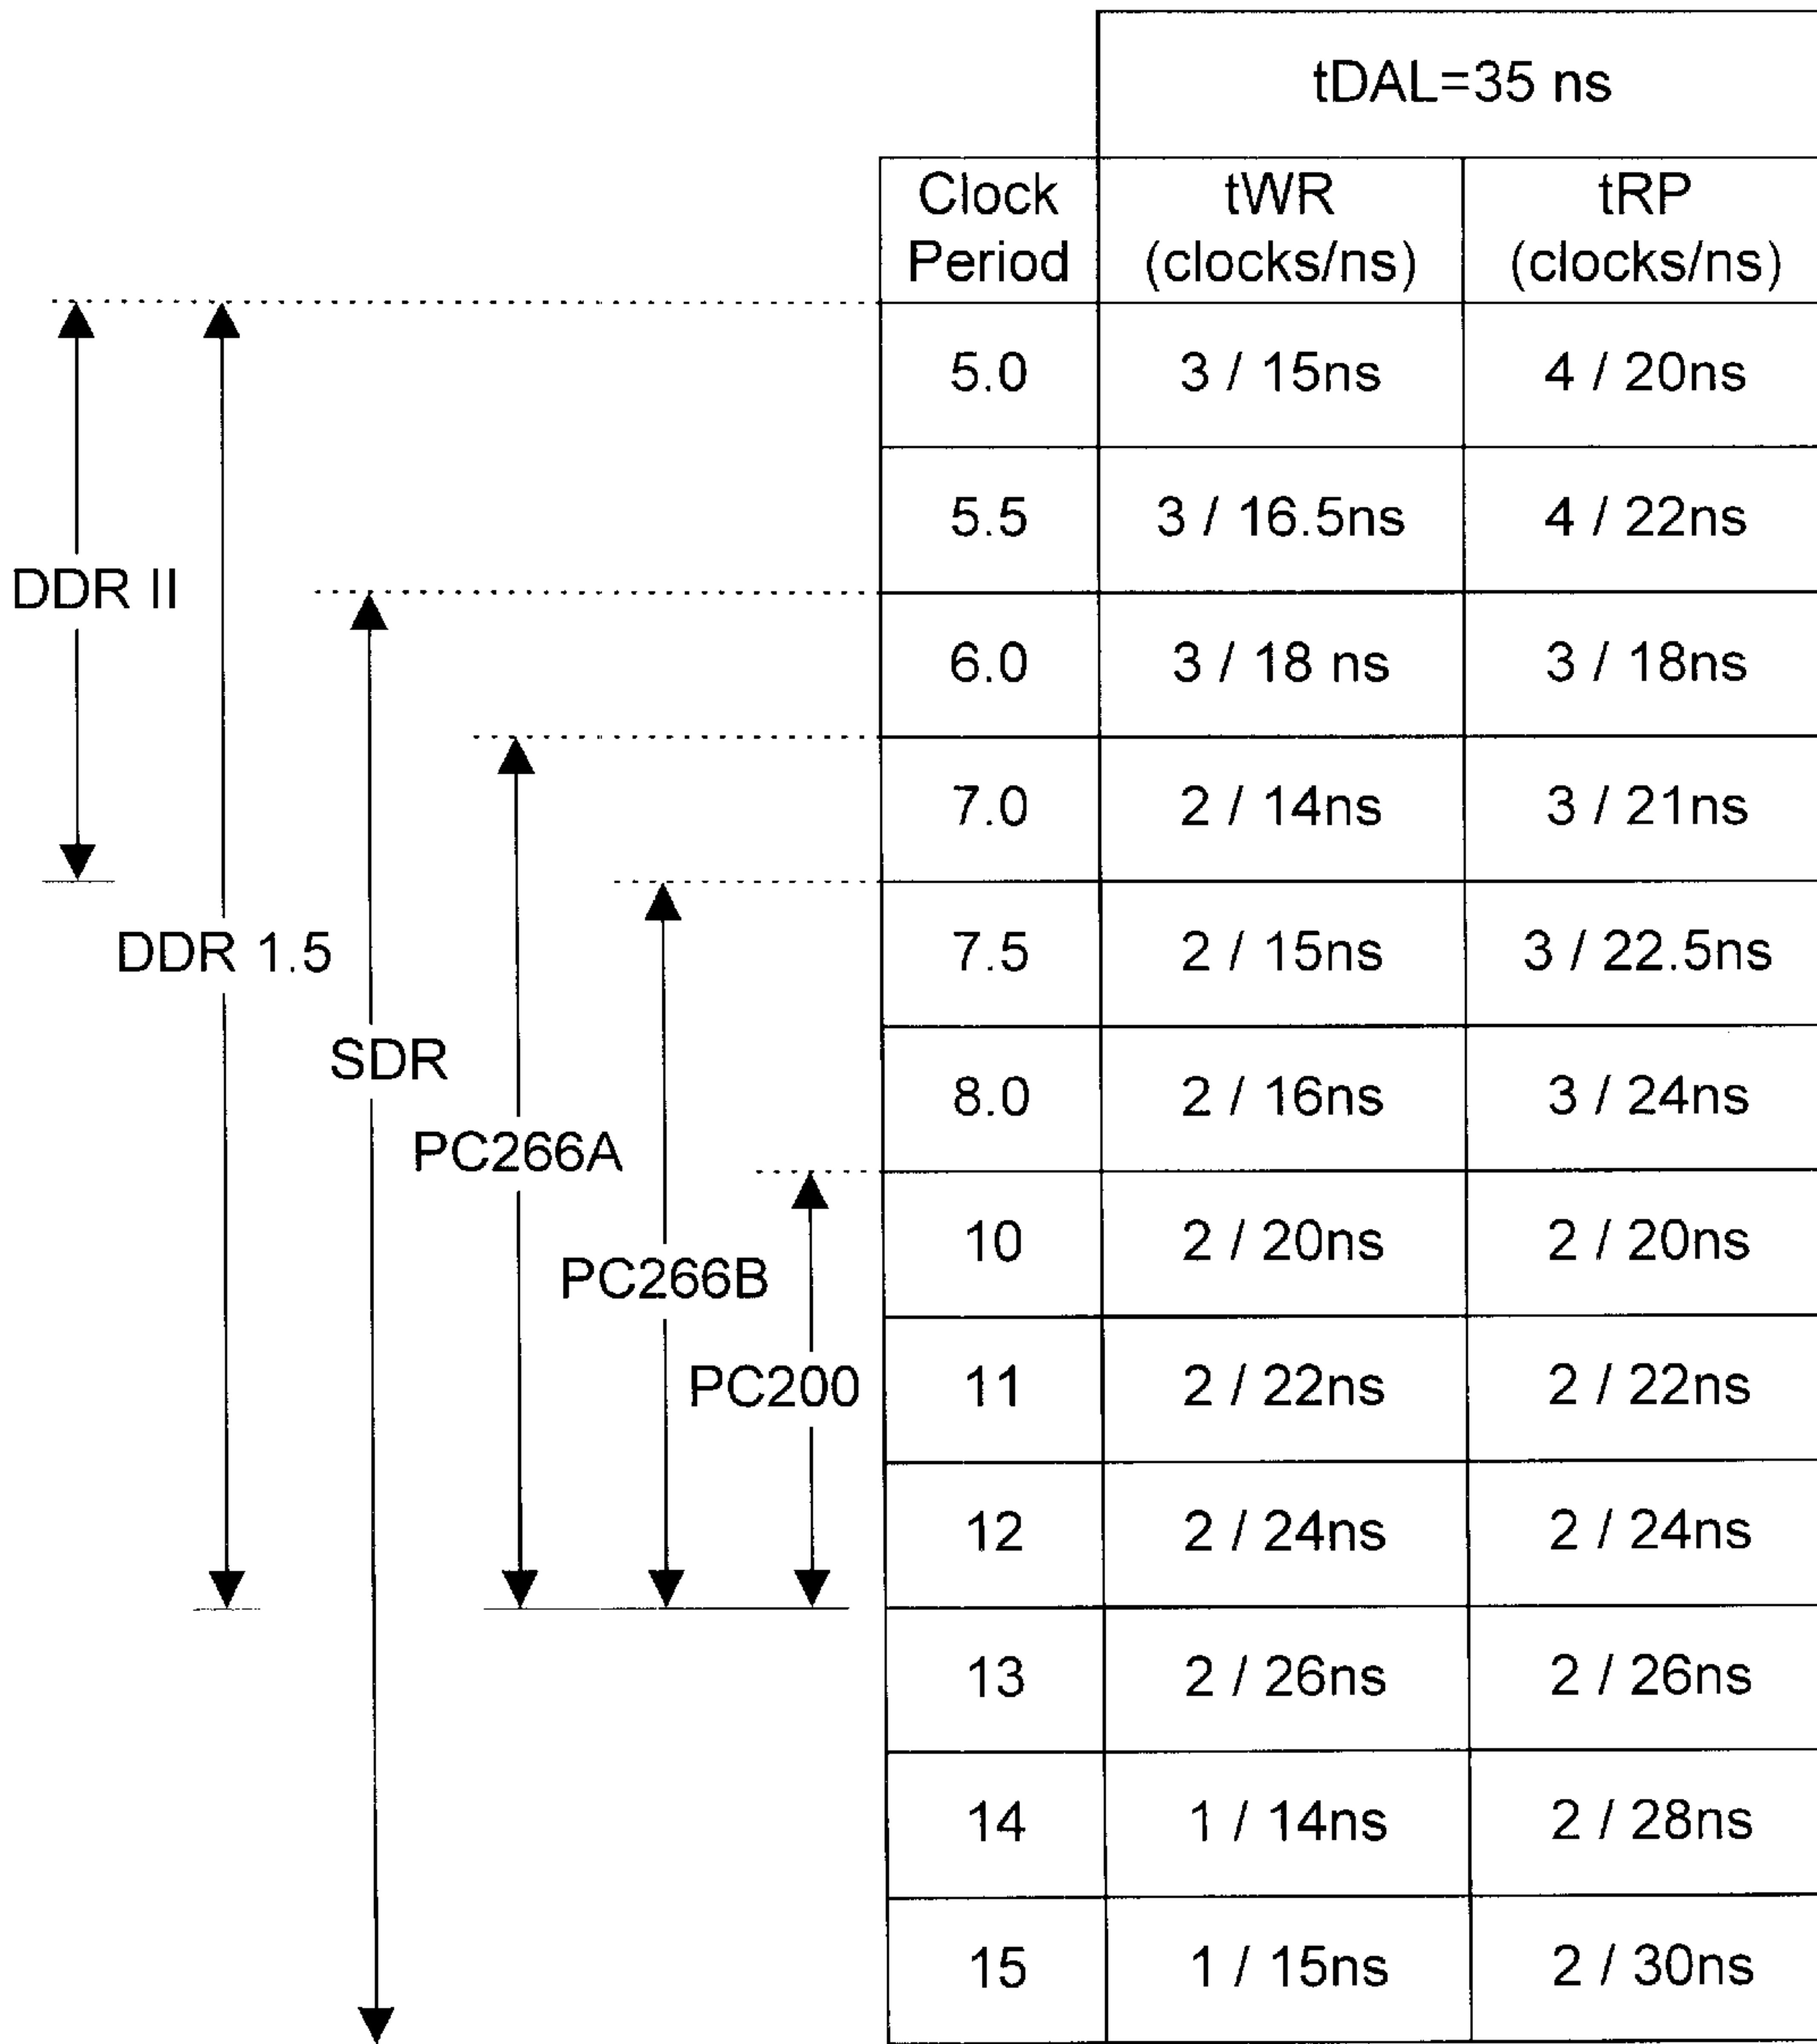 tDAL=35 ns
Clock Period tWR (clocks/ns) tRP (clocks/ns)
5.0 3 / 15ns 4 / 20ns
5.5 3 / 16.5ns 4 / 22ns
DDR II
6.0 3 / 18 ns 3 / 18ns
7.0 2 / 14ns 3 / 21ns
DDR 1.5
7.5 2 / 15ns 3 / 22.5ns
SDR
8.0 2 / 16ns 3 / 24ns
PC266A
10 2 / 20ns 2 / 20ns
PC266B
PC200
11 2 / 22ns 2 / 22ns
12 2 / 24ns 2 / 24ns
13 2 / 26ns 2 / 26ns
14 1 / 14ns 2 / 28ns
15 1 / 15ns 2 / 30ns